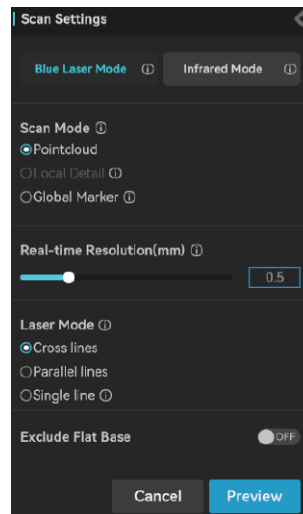 Scan Settings
Blue Laser Mode
Infrared Mode
Scan Mode
Pointcloud
Local Detail
Global Marker
Real-time Resolution(mm)
0.5
Laser Mode
Cross lines
Parallel lines
Single line
Exclude Flat Base
OFF
Cancel
Preview